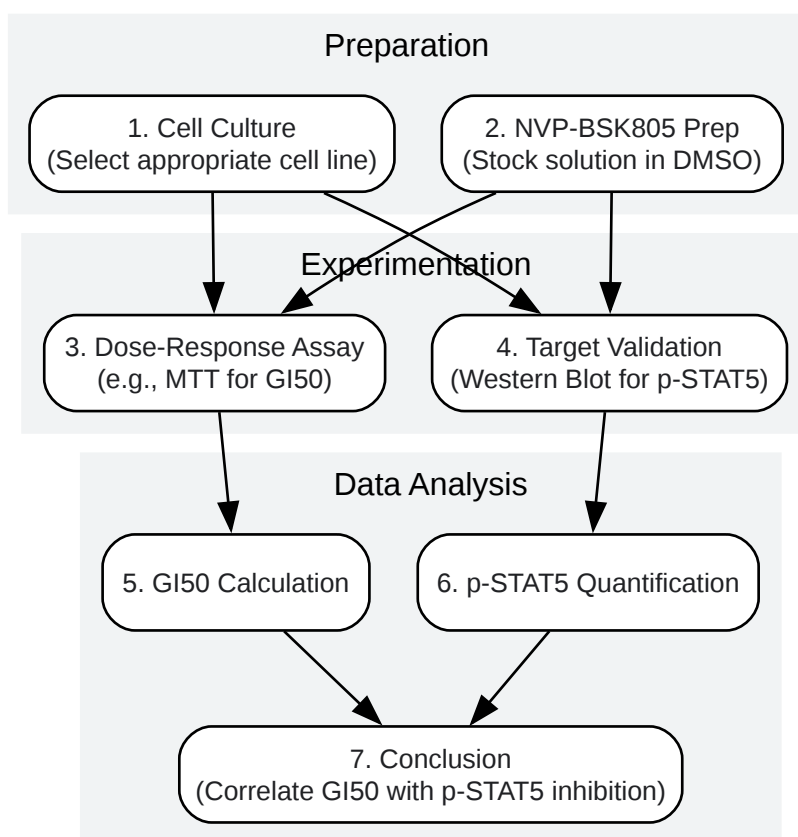 Preparation
1. Cell Culture
(Select appropriate cell line)
2. NVP-BSK805 Prep
(Stock solution in DMSO)
Experimentation
3. Dose-Response Assay
(e.g., MTT for GI50)
4. Target Validation
(Western Blot for p-STAT5)
Data Analysis
5. GI50 Calculation
6. p-STAT5 Quantification
7. Conclusion
(Correlate GI50 with p-STAT5 inhibition)